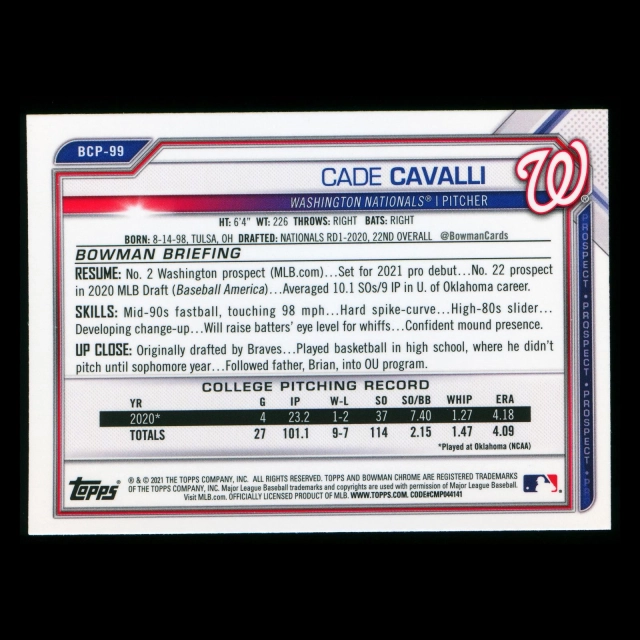 BCP-99
CADE CAVALLI
W
WASHINGTON NATIONALS® | PITCHER
HT: 6'4" WT: 226 THROWS: RIGHT BATS: RIGHT
BORN: 8-14-98, TULSA, OH DRAFTED: NATIONALS RD1-2020, 22ND OVERALL @BowmanCards
BOWMAN BRIEFING
RESUME: No. 2 Washington prospect (MLB.com)...Set for 2021 pro debut...No. 22 prospect
in 2020 MLB Draft (Baseball America)...Averaged 10.1 SOs/9 IP in U. of Oklahoma career.
SKILLS: Mid-90s fastball, touching 98 mph...Hard spike-curve...High-80s slider...
Developing change-up...Will raise batters' eye level for whiffs...Confident mound presence.
UP CLOSE: Originally drafted by Braves...Played basketball in high school, where he didn't
pitch until sophomore year...Followed father, Brian, into OU program.
COLLEGE PITCHING RECORD
YR G IP W-L SO SO/BB WHIP ERA
2020* 4 23.2 1-2 37 7.40 1.27 4.18
TOTALS 27 101.1 9-7 114 2.15 1.47 4.09
*Played at Oklahoma (NCAA)
PROSPECT • PROSPECT • PROSPECT • PR
Topps
® & © 2021 THE TOPPS COMPANY, INC. ALL RIGHTS RESERVED. TOPPS AND BOWMAN CHROME ARE REGISTERED TRADEMARKS
OF THE TOPPS COMPANY, INC. Major League Baseball trademarks and copyrights are used with permission of Major League Baseball.
Visit MLB.com. OFFICIALLY LICENSED PRODUCT OF MLB. WWW.TOPPS.COM. CODE#CMP044141